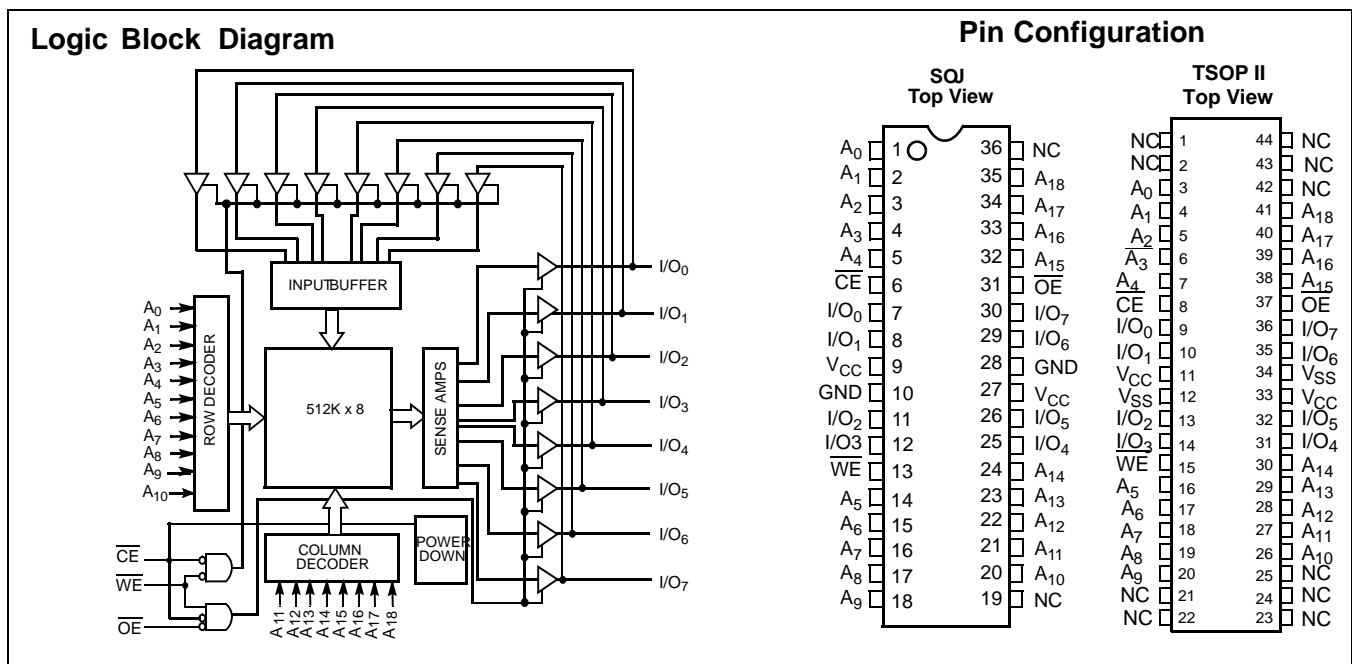 Logic Block Diagram
INPUTBUFFER
A0
A1
A2
A3
A4
A5
A6
A7
A8
A9
A10
ROW DECODER
512K x 8
SENSE AMPS
I/O0
I/O1
I/O2
I/O3
I/O4
I/O5
I/O6
I/O7
COLUMN
DECODER
POWER
DOWN
C̅E̅
W̅E̅
O̅E̅
A11
A12
A13
A14
A15
A16
A17
A18
Pin Configuration
SOJ
Top View
A0 1 36 NC
A1 2 35 A18
A2 3 34 A17
A3 4 33 A16
A4 5 32 A15
C̅E̅ 6 31 O̅E̅
I/O0 7 30 I/O7
I/O1 8 29 I/O6
VCC 9 28 GND
GND 10 27 VCC
I/O2 11 26 I/O5
I/O3 12 25 I/O4
W̅E̅ 13 24 A14
A5 14 23 A13
A6 15 22 A12
A7 16 21 A11
A8 17 20 A10
A9 18 19 NC
TSOP II
Top View
NC 1 44 NC
NC 2 43 NC
A0 3 42 NC
A1 4 41 A18
A2 5 40 A17
A3 6 39 A16
A4 7 38 A15
C̅E̅ 8 37 O̅E̅
I/O0 9 36 I/O7
I/O1 10 35 I/O6
VCC 11 34 VSS
VSS 12 33 VCC
I/O2 13 32 I/O5
I/O3 14 31 I/O4
W̅E̅ 15 30 A14
A5 16 29 A13
A6 17 28 A12
A7 18 27 A11
A8 19 26 A10
A9 20 25 NC
NC 21 24 NC
NC 22 23 NC